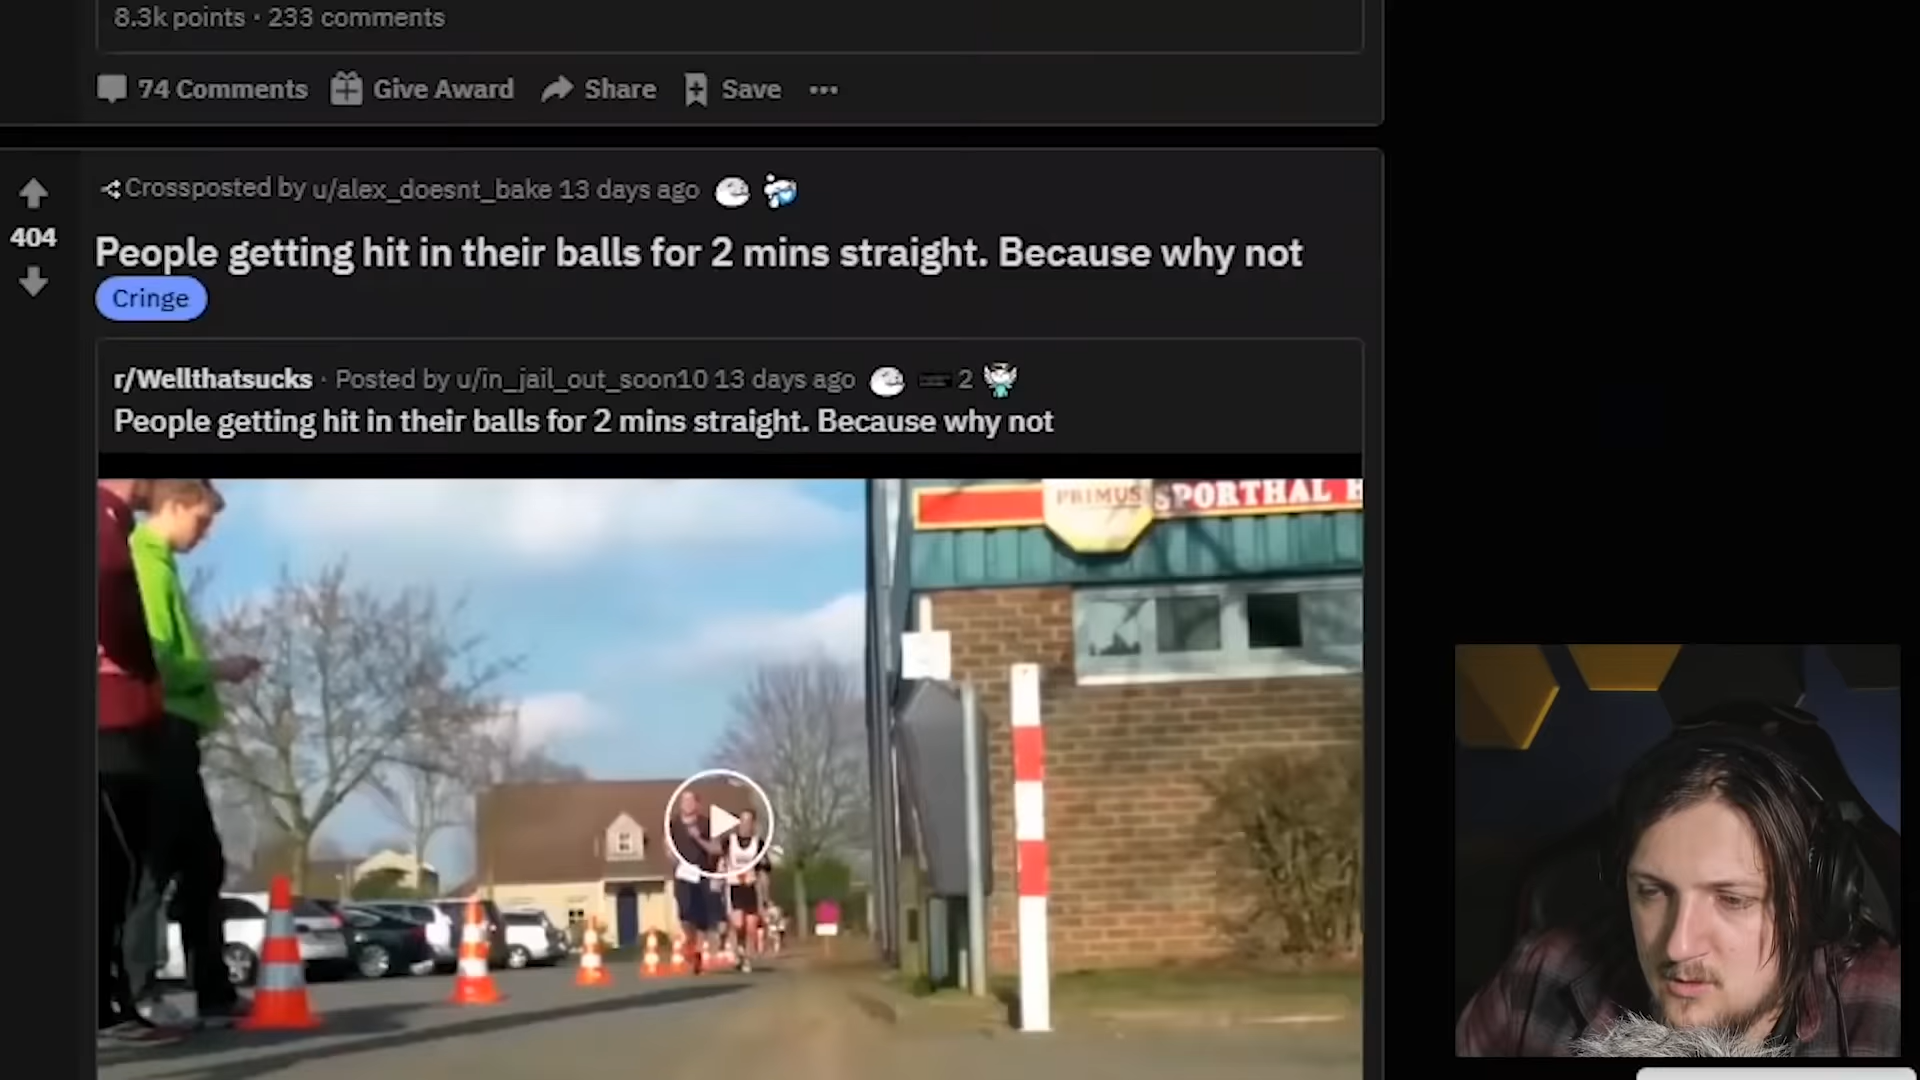 8.3k points · 233 comments
74 Comments Give Award Share Save ···
Crossposted by u/alex_doesnt_bake 13 days ago
404
People getting hit in their balls for 2 mins straight. Because why not
Cringe
r/Wellthatsucks · Posted by u/in_jail_out_soon10 13 days ago 2
People getting hit in their balls for 2 mins straight. Because why not
PRIMUS SPORTHAL